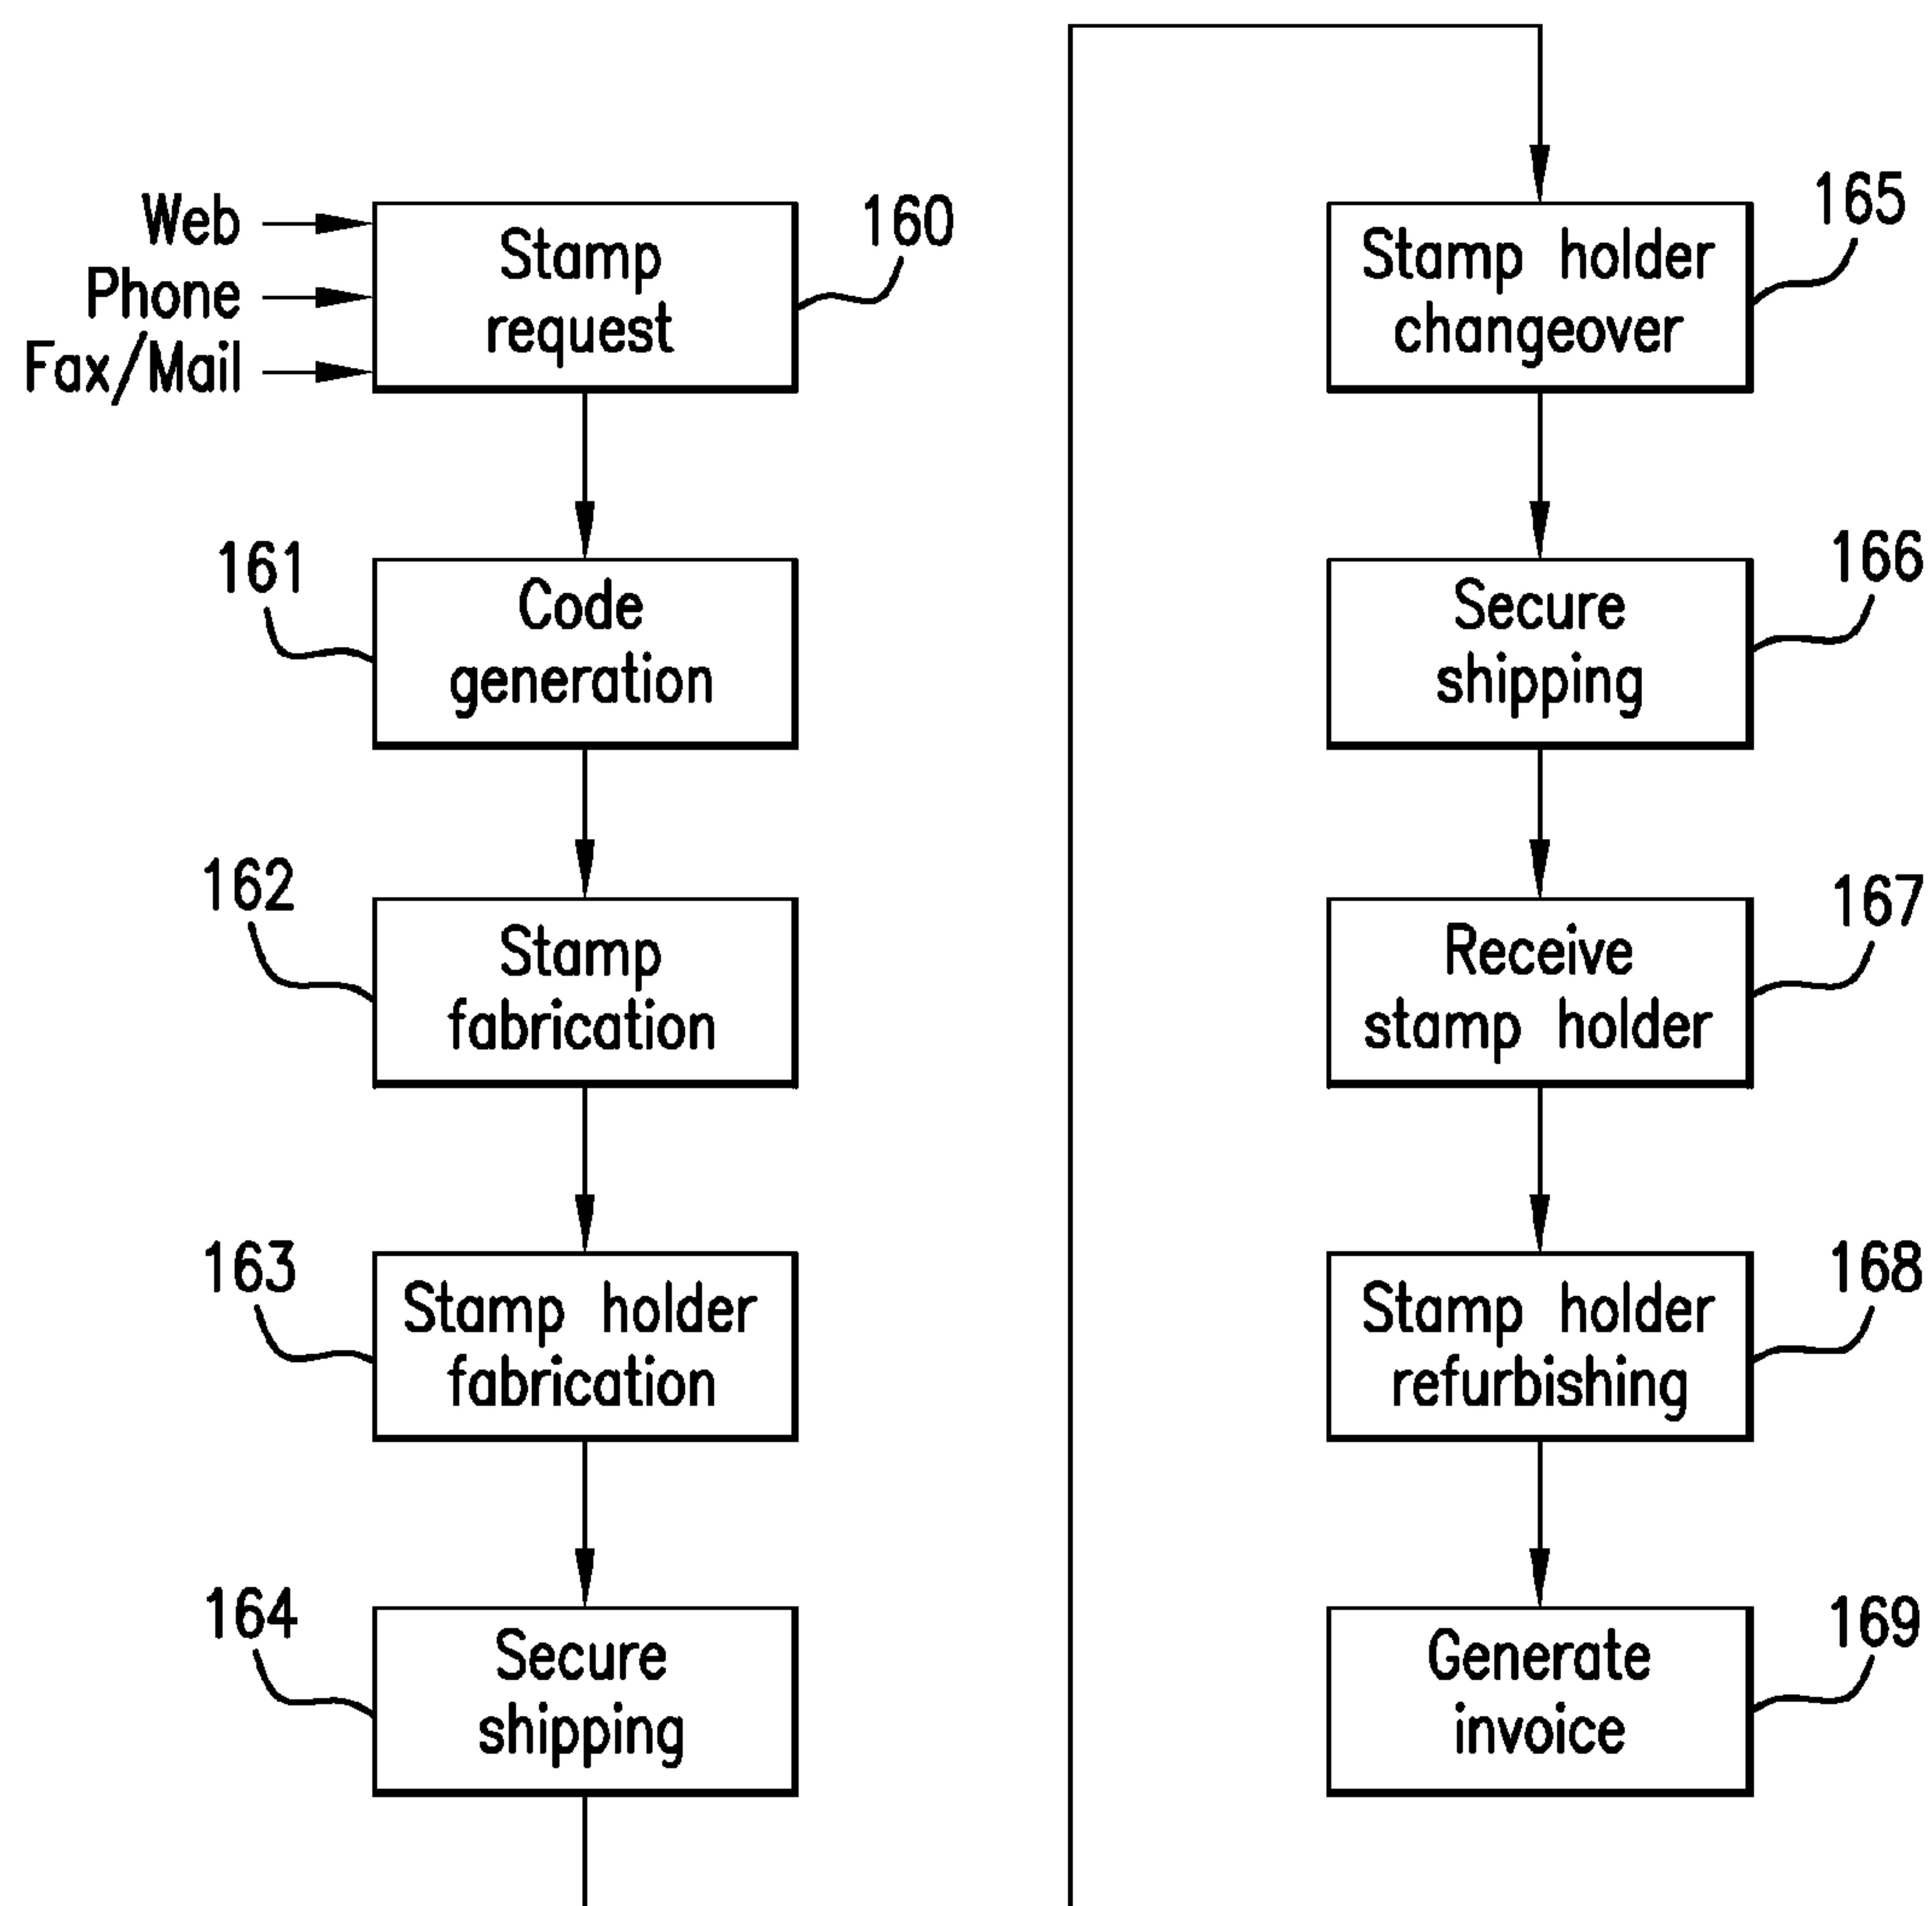 Web
Phone
Fax/Mail
Stamp
request
160
161
Code
generation
162
Stamp
fabrication
163
Stamp holder
fabrication
164
Secure
shipping
165
Stamp holder
changeover
166
Secure
shipping
167
Receive
stamp holder
168
Stamp holder
refurbishing
169
Generate
invoice